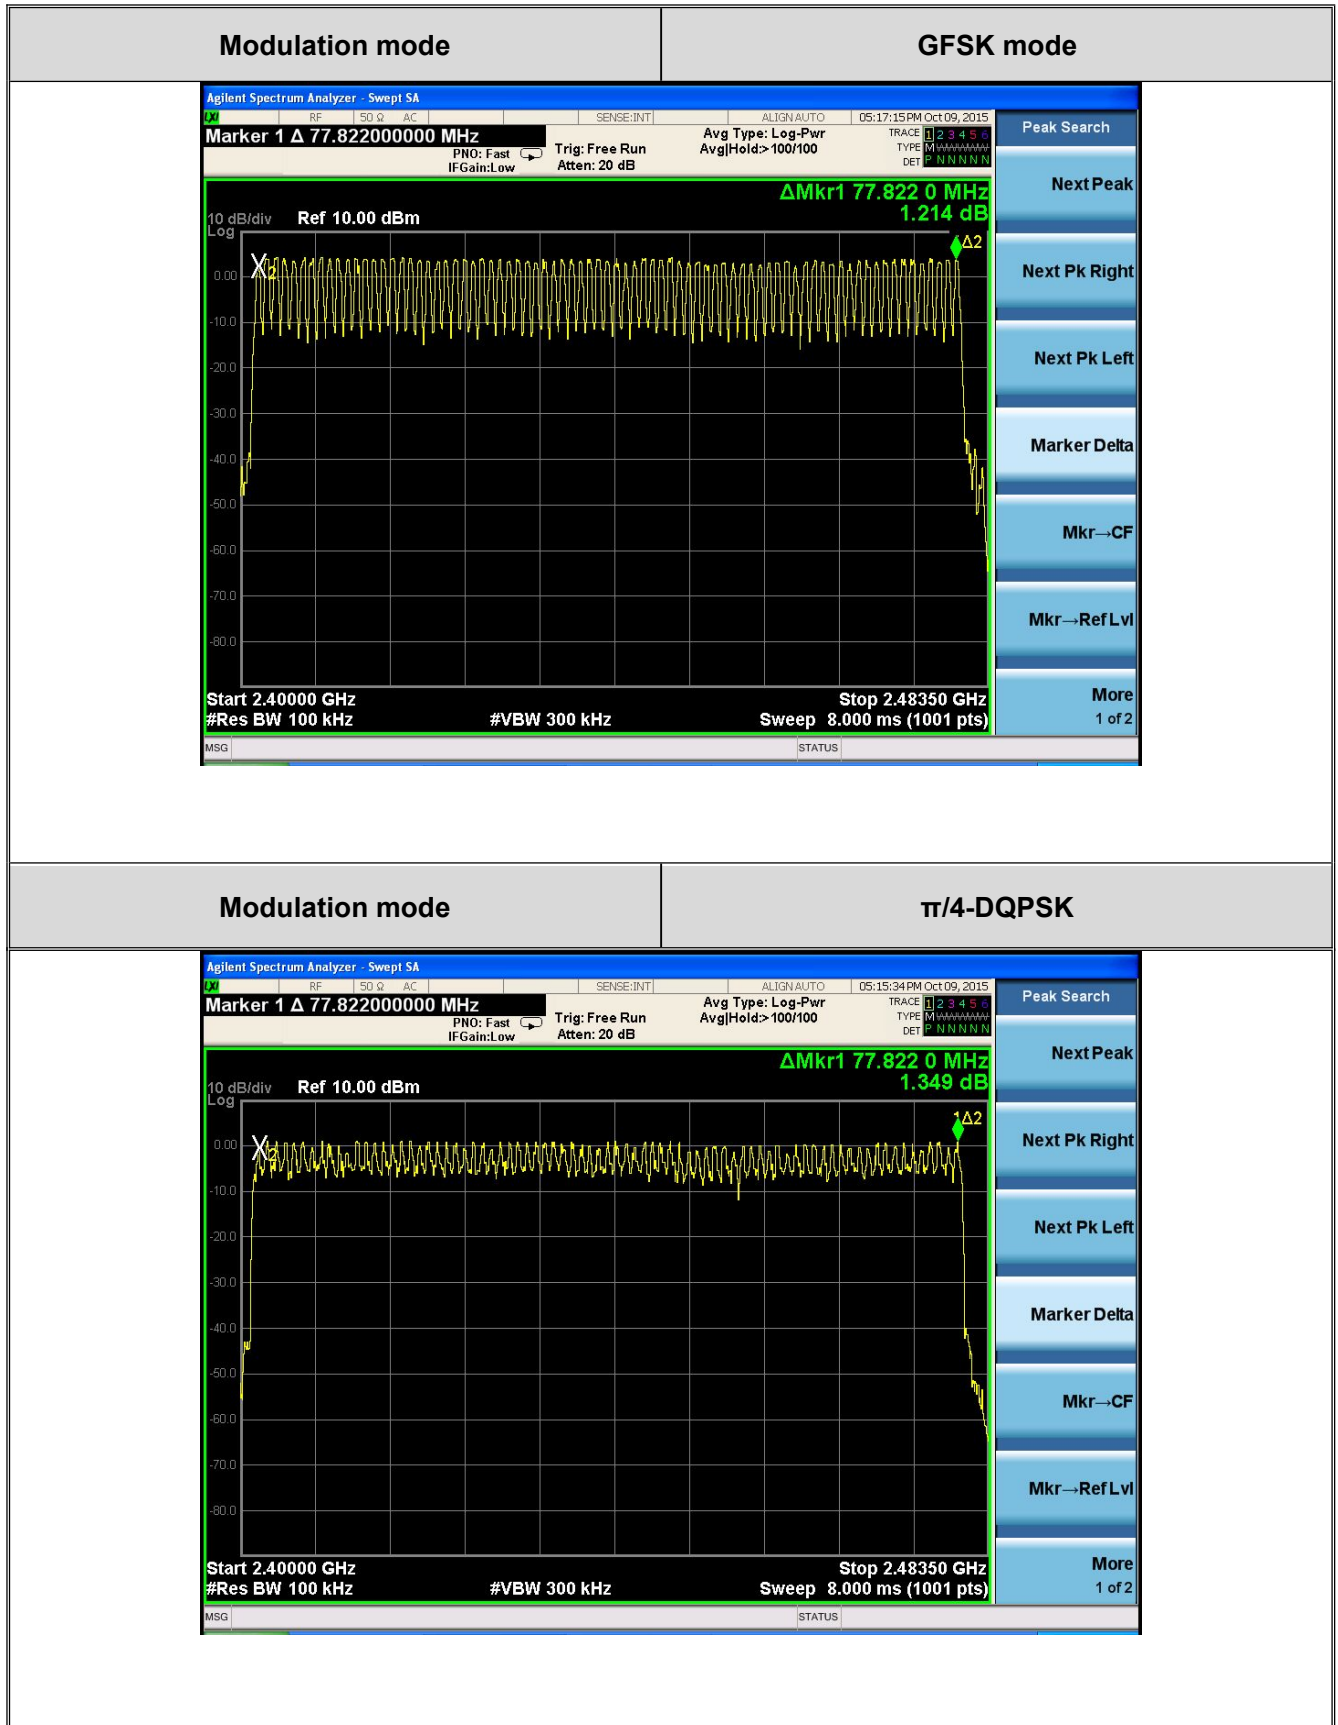 Modulation mode GFSK mode
Agilent Spectrum Analyzer - Swept SA
LXI RF 50 Ω AC SENSE:INT ALIGN AUTO 05:17:15 PM Oct 09, 2015
Marker 1 Δ 77.822000000 MHz
PNO: Fast
IFGain:Low
Trig: Free Run
Atten: 20 dB
Avg Type: Log-Pwr
Avg|Hold:>100/100
TRACE 1 2 3 4 5 6
TYPE M
DET P N N N N N
Peak Search
Next Peak
Next Pk Right
Next Pk Left
Marker Delta
Mkr→CF
Mkr→Ref Lvl
More
1 of 2
ΔMkr1 77.822 0 MHz
1.214 dB
10 dB/div Ref 10.00 dBm
Log
Δ2
X2
0.00
-10.0
-20.0
-30.0
-40.0
-50.0
-60.0
-70.0
-80.0
Start 2.40000 GHz Stop 2.48350 GHz
#Res BW 100 kHz #VBW 300 kHz Sweep 8.000 ms (1001 pts)
MSG STATUS
Modulation mode π/4-DQPSK
Agilent Spectrum Analyzer - Swept SA
LXI RF 50 Ω AC SENSE:INT ALIGN AUTO 05:15:34 PM Oct 09, 2015
Marker 1 Δ 77.822000000 MHz
PNO: Fast
IFGain:Low
Trig: Free Run
Atten: 20 dB
Avg Type: Log-Pwr
Avg|Hold:>100/100
TRACE 1 2 3 4 5 6
TYPE M
DET P N N N N N
Peak Search
Next Peak
Next Pk Right
Next Pk Left
Marker Delta
Mkr→CF
Mkr→Ref Lvl
More
1 of 2
ΔMkr1 77.822 0 MHz
1.349 dB
10 dB/div Ref 10.00 dBm
Log
1Δ2
X2
0.00
-10.0
-20.0
-30.0
-40.0
-50.0
-60.0
-70.0
-80.0
Start 2.40000 GHz Stop 2.48350 GHz
#Res BW 100 kHz #VBW 300 kHz Sweep 8.000 ms (1001 pts)
MSG STATUS